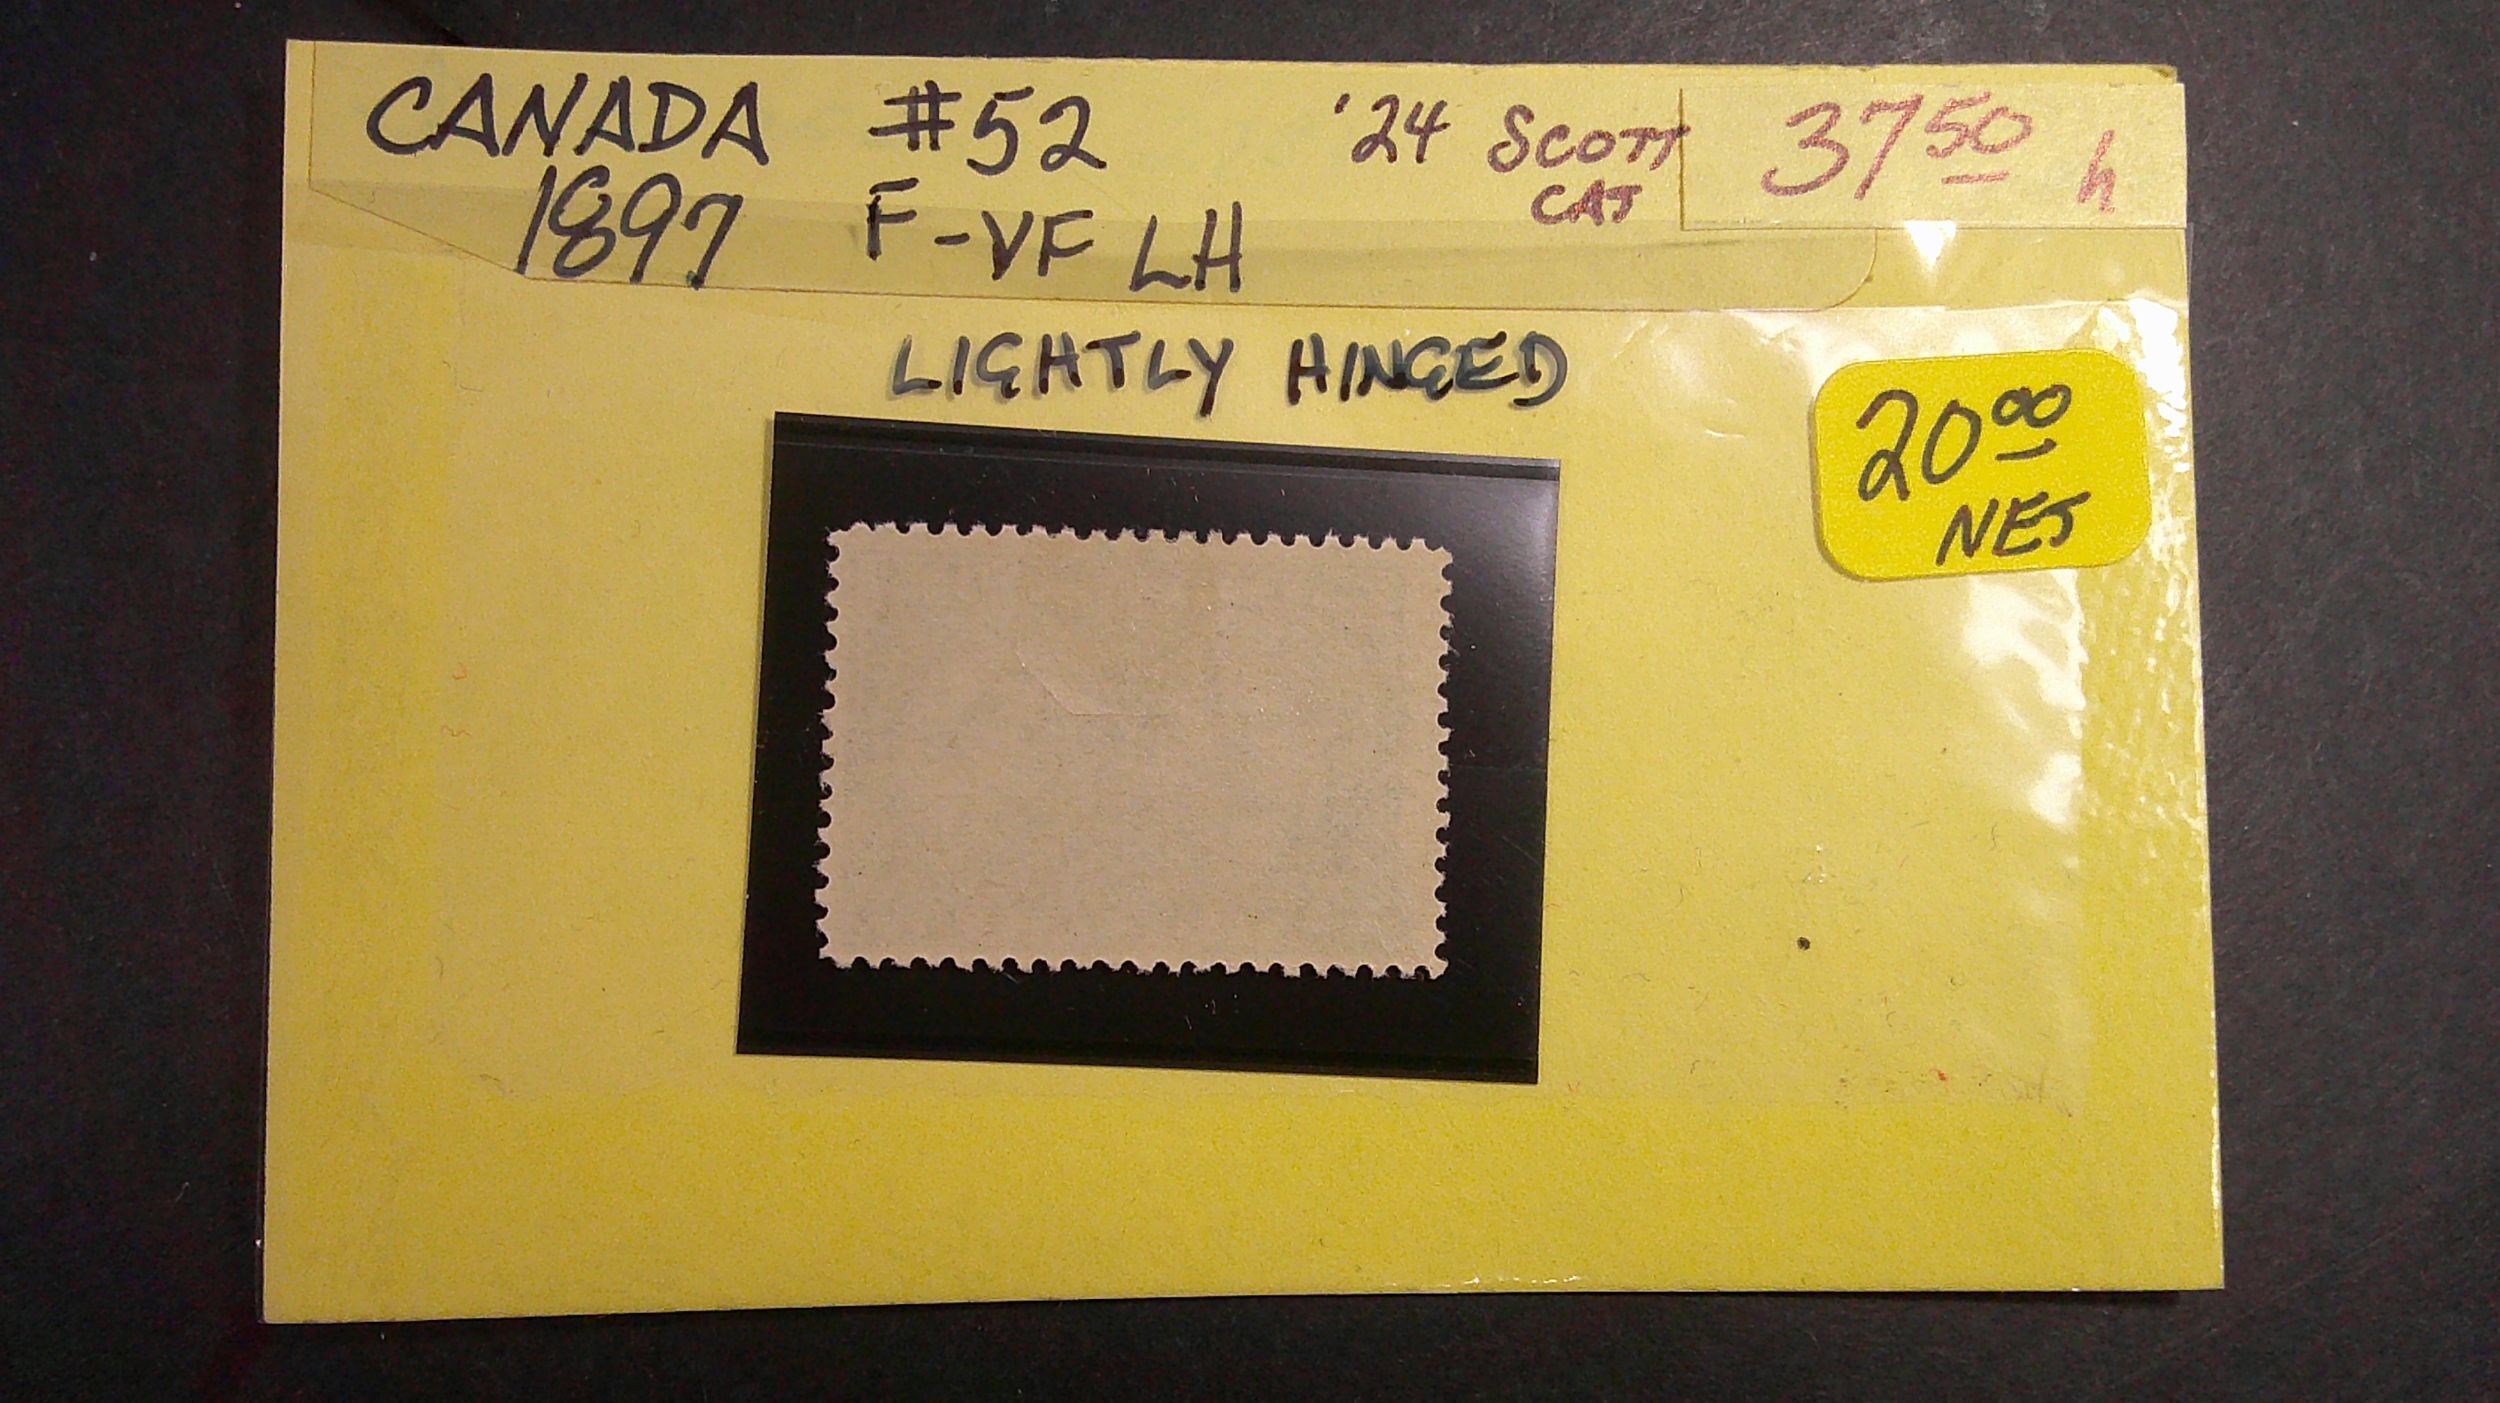 CANADA #52 '24 SCOTT 37 50 h
CAT
1897 F-VF LH
LIGHTLY HINGED
20 00
NET